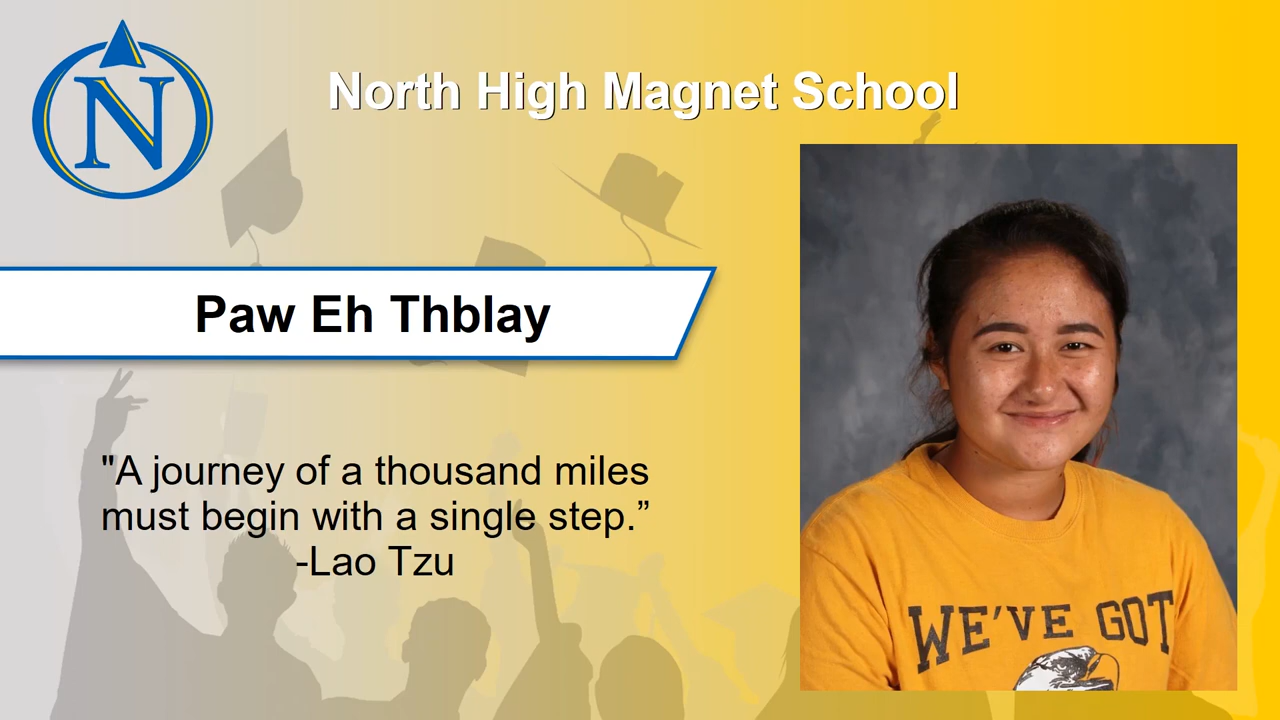 N
North High Magnet School
Paw Eh Thblay
"A journey of a thousand miles
must begin with a single step.”
-Lao Tzu
WE'VE GOT